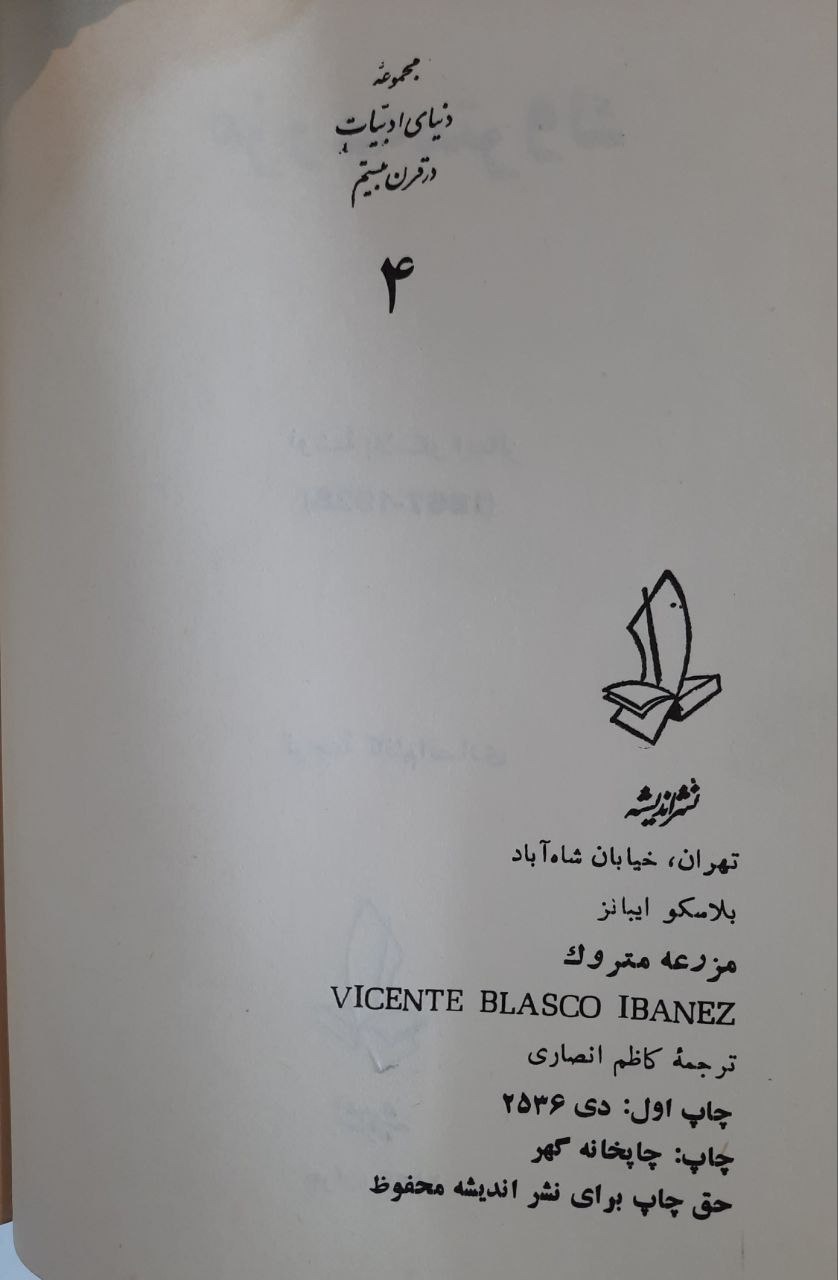 مجموعه
دنیای ادبیات
در قرن بیستم
۴
نشر اندیشه
تهران، خیابان شاه‌آباد
بلاسکو ایبانز
مزرعه متروك
VICENTE BLASCO IBANEZ
ترجمهٔ کاظم انصاری
چاپ اول: دی ۲۵۳۶
چاپ: چاپخانه گهر
حق چاپ برای نشر اندیشه محفوظ